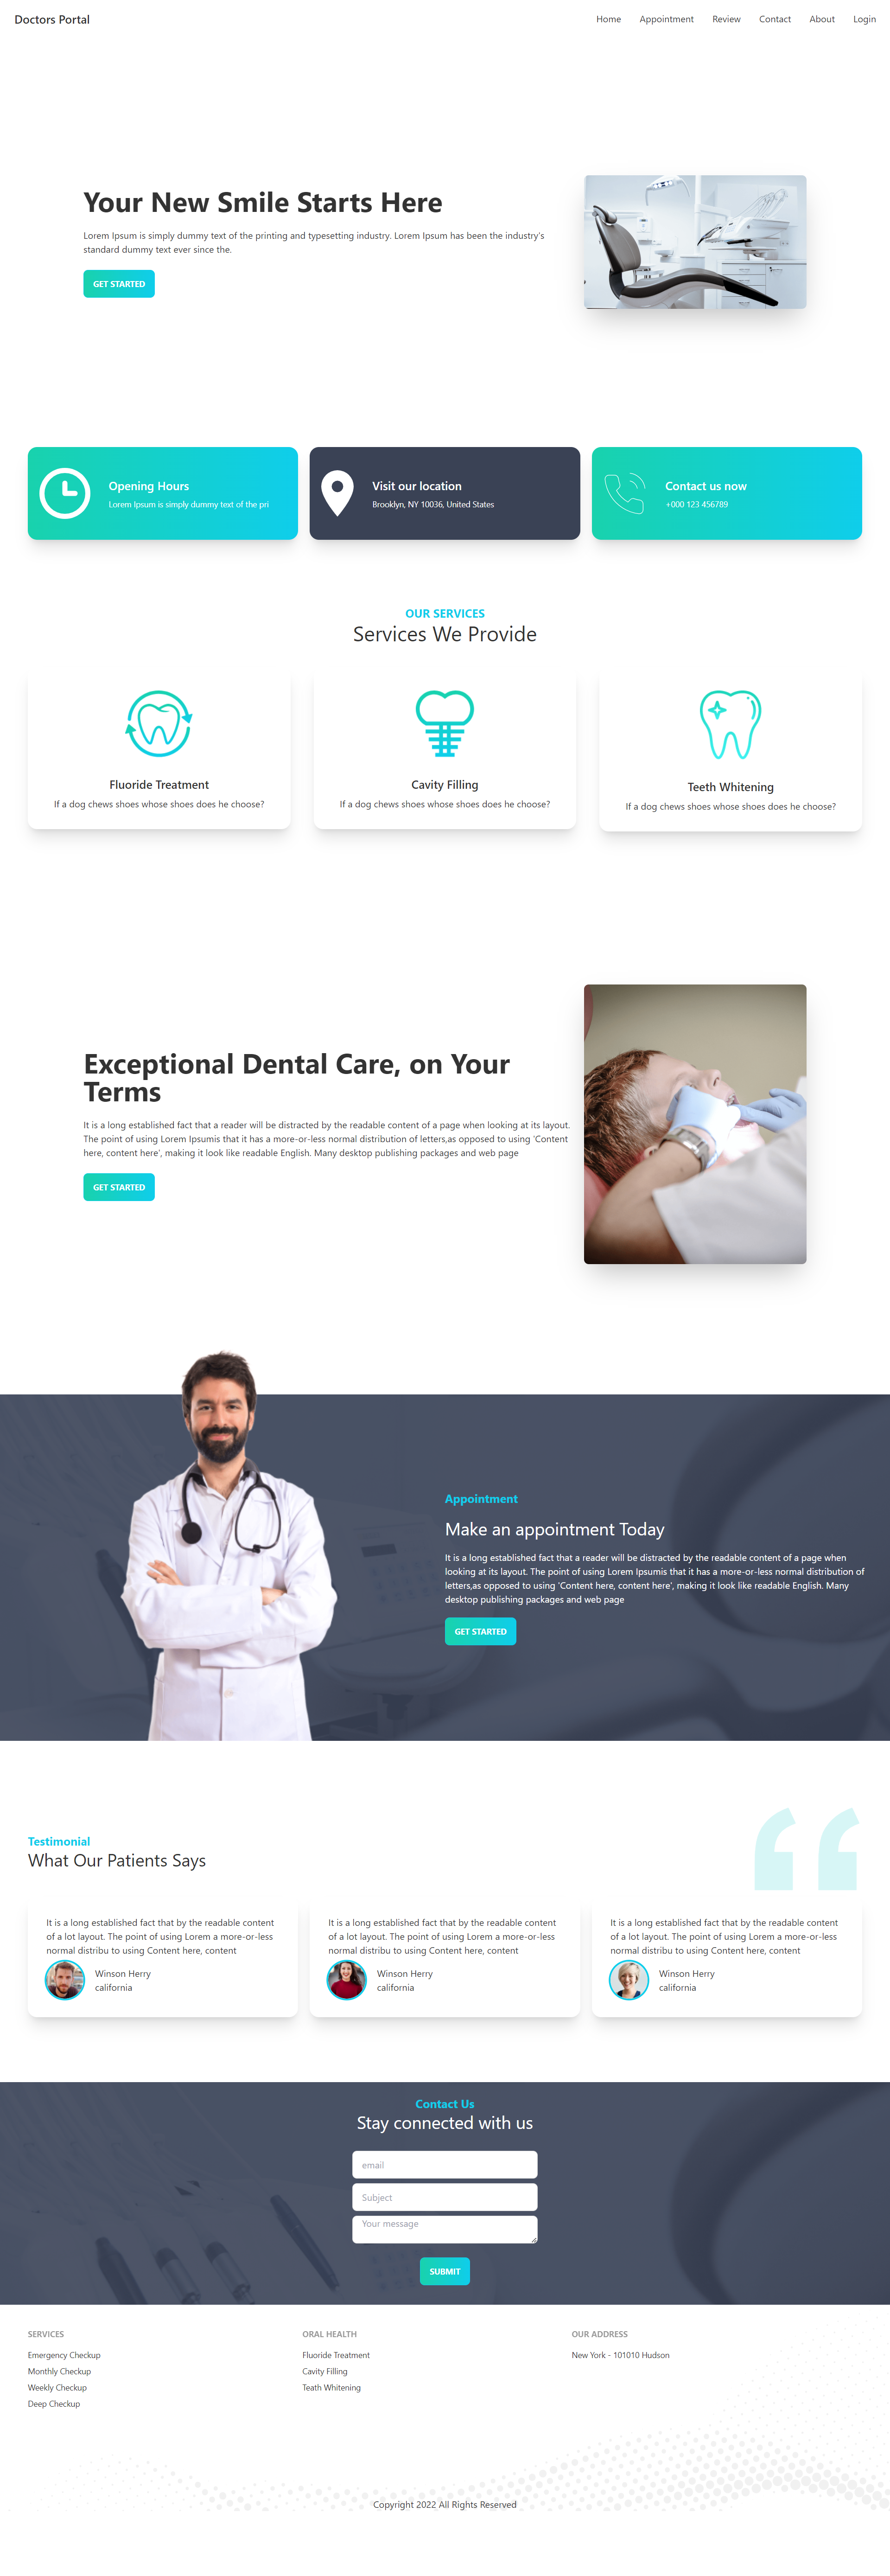 Doctors Portal
Home
Appointment
Review
Contact
About
Login
Your New Smile Starts Here
Lorem Ipsum is simply dummy text of the printing and typesetting industry. Lorem Ipsum has been the industry's
standard dummy text ever since the.
GET STARTED
Opening Hours
Lorem Ipsum is simply dummy text of the pri
Visit our location
Brooklyn, NY 10036, United States
Contact us now
+000 123 456789
OUR SERVICES
Services We Provide
Fluoride Treatment
If a dog chews shoes whose shoes does he choose?
Cavity Filling
If a dog chews shoes whose shoes does he choose?
Teeth Whitening
If a dog chews shoes whose shoes does he choose?
Exceptional Dental Care, on Your
Terms
It is a long established fact that a reader will be distracted by the readable content of a page when looking at its layout.
The point of using Lorem Ipsumis that it has a more-or-less normal distribution of letters,as opposed to using 'Content
here, content here', making it look like readable English. Many desktop publishing packages and web page
GET STARTED
Appointment
Make an appointment Today
It is a long established fact that a reader will be distracted by the readable content of a page when
looking at its layout. The point of using Lorem Ipsumis that it has a more-or-less normal distribution of
letters,as opposed to using 'Content here, content here', making it look like readable English. Many
desktop publishing packages and web page
GET STARTED
Testimonial
What Our Patients Says
It is a long established fact that by the readable content
of a lot layout. The point of using Lorem a more-or-less
normal distribu to using Content here, content
Winson Herry
california
It is a long established fact that by the readable content
of a lot layout. The point of using Lorem a more-or-less
normal distribu to using Content here, content
Winson Herry
california
It is a long established fact that by the readable content
of a lot layout. The point of using Lorem a more-or-less
normal distribu to using Content here, content
Winson Herry
california
Contact Us
Stay connected with us
email
Subject
Your message
SUBMIT
SERVICES
Emergency Checkup
Monthly Checkup
Weekly Checkup
Deep Checkup
ORAL HEALTH
Fluoride Treatment
Cavity Filling
Teath Whitening
OUR ADDRESS
New York - 101010 Hudson
Copyright 2022 All Rights Reserved